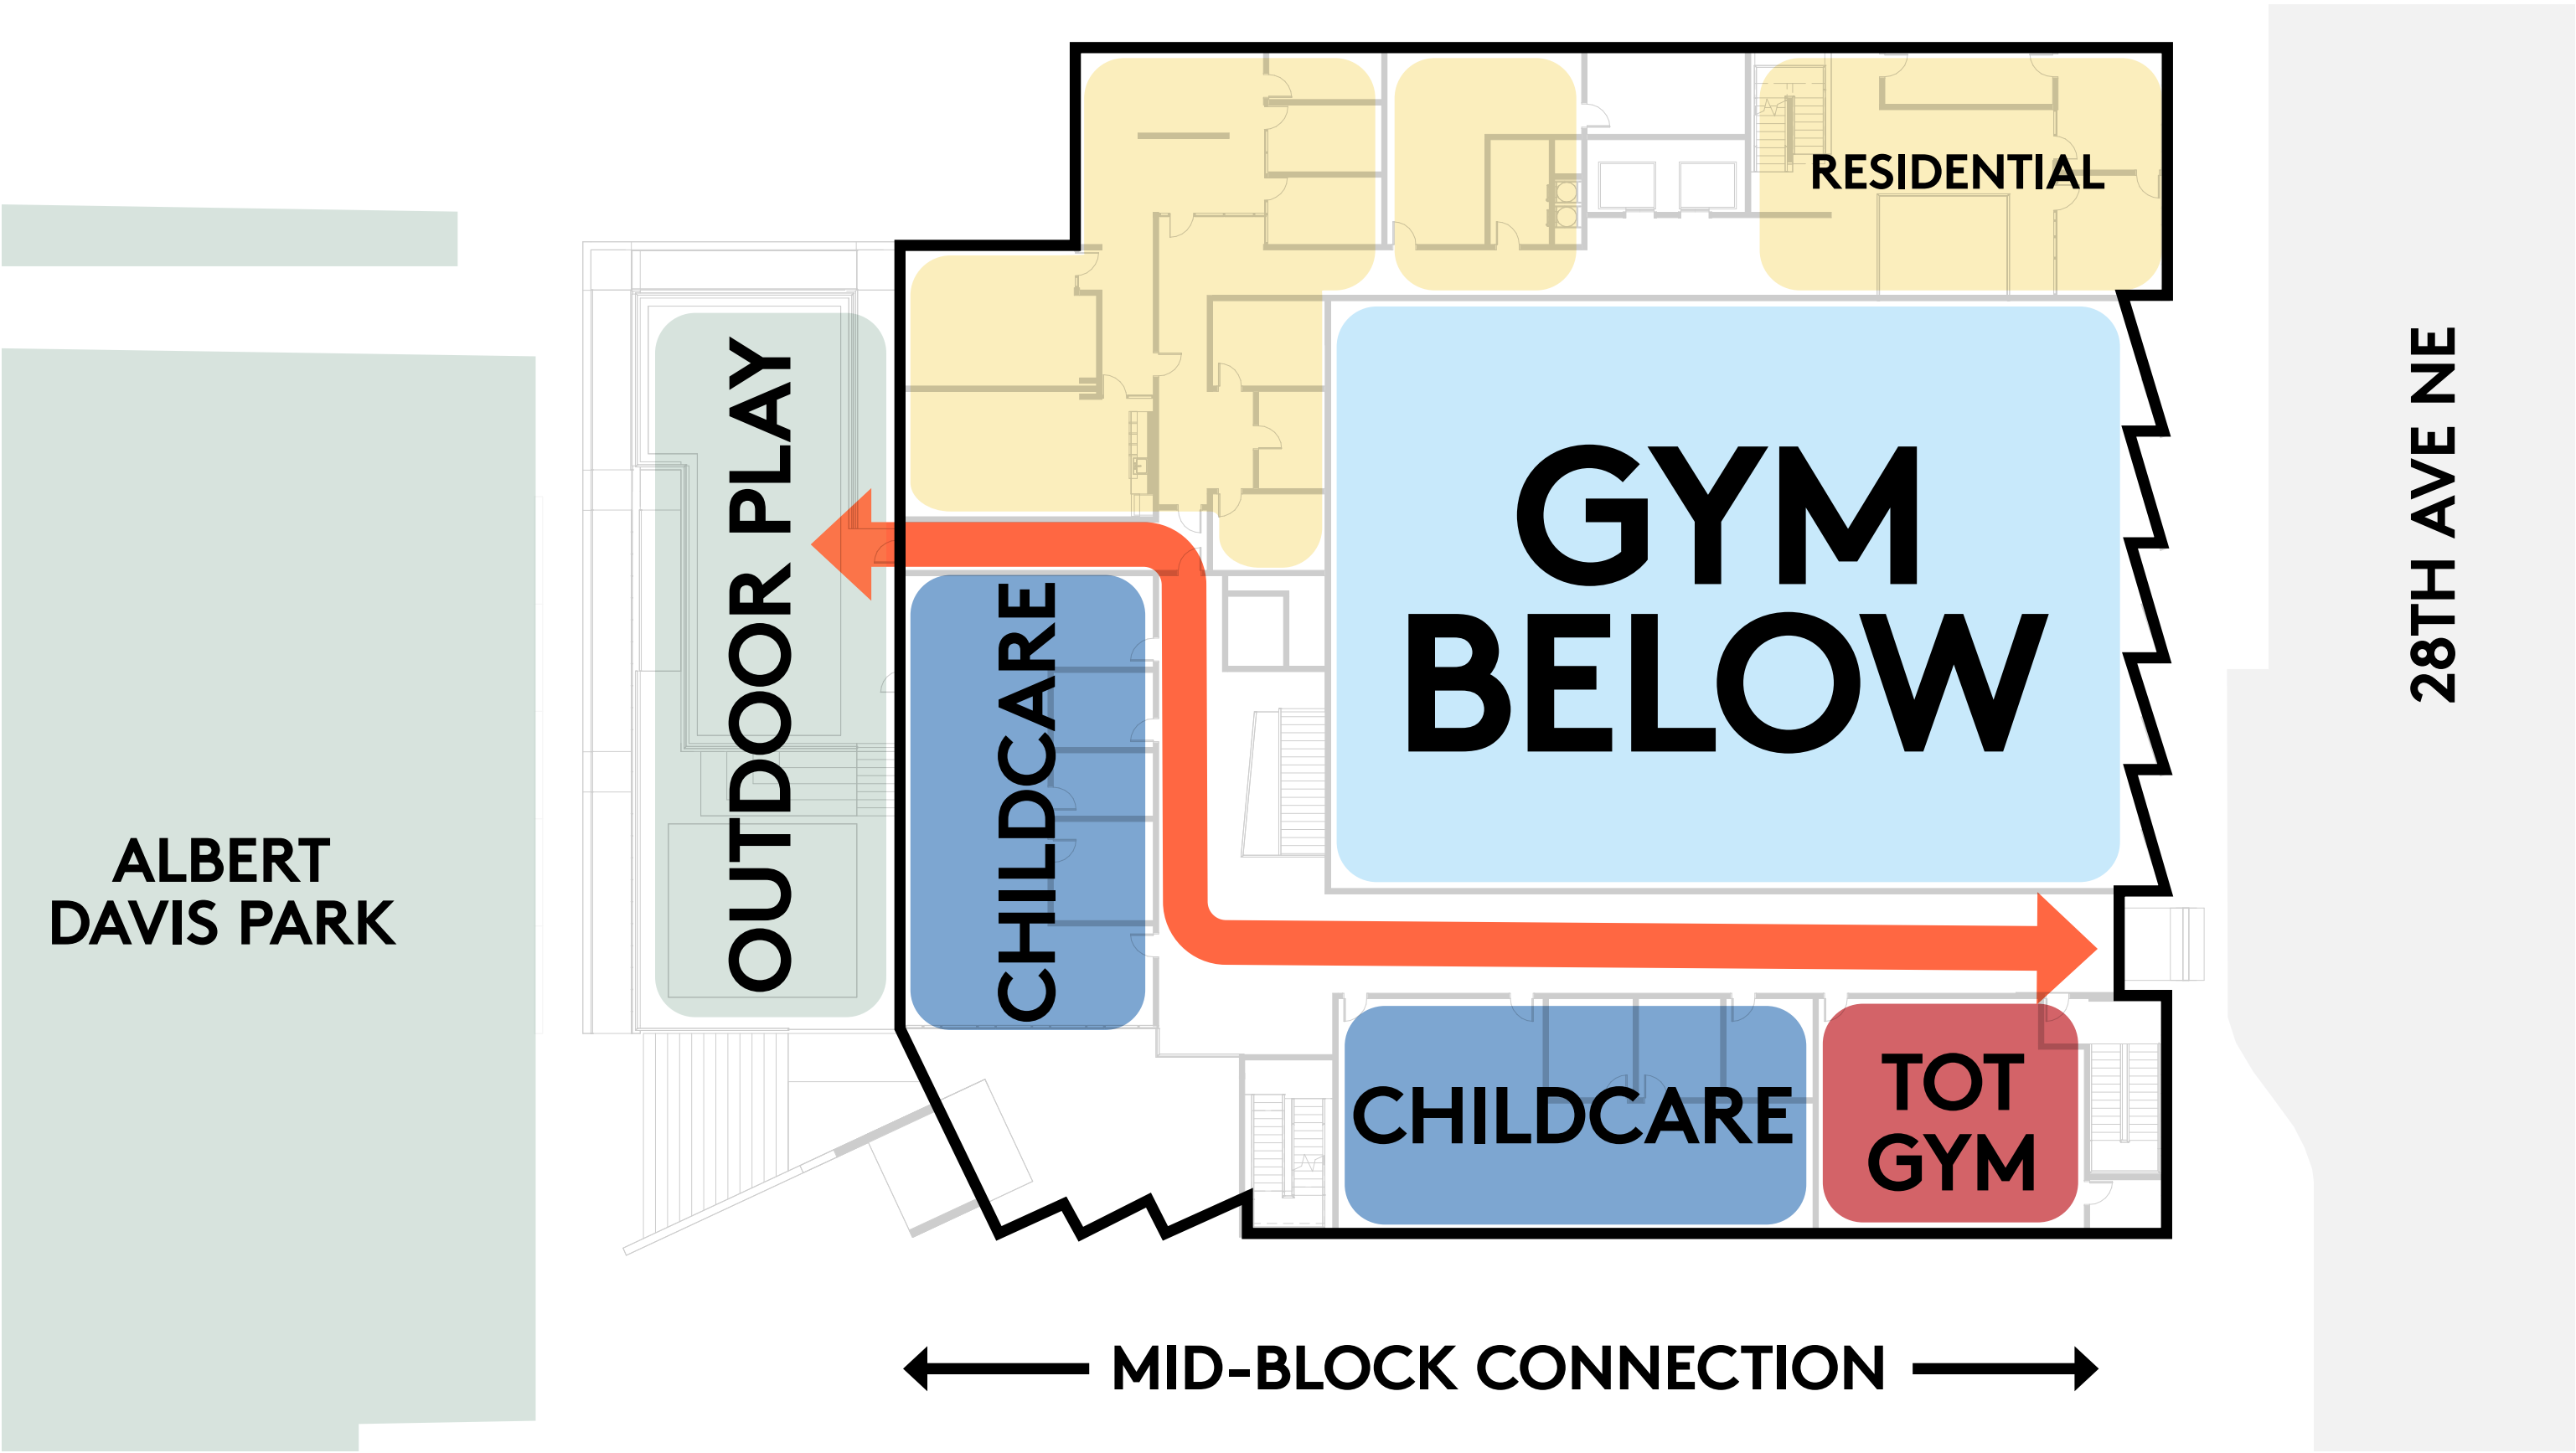 RESIDENTIAL
OUTDOOR PLAY
GYM
BELOW
28TH AVE NE
CHILDCARE
ALBERT
DAVIS PARK
CHILDCARE
TOT
GYM
MID-BLOCK CONNECTION